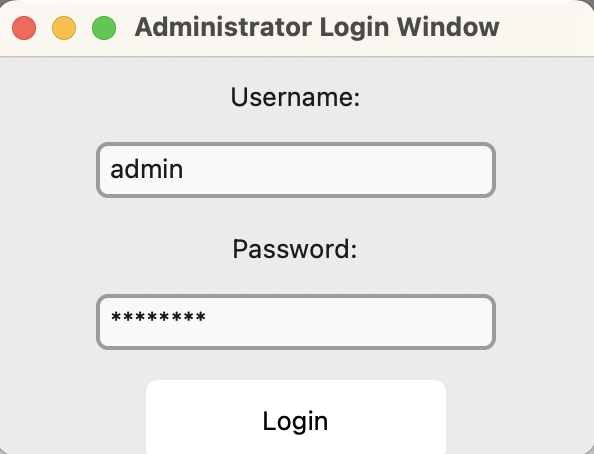 Administrator Login Window
Username:
admin
Password:
********
Login